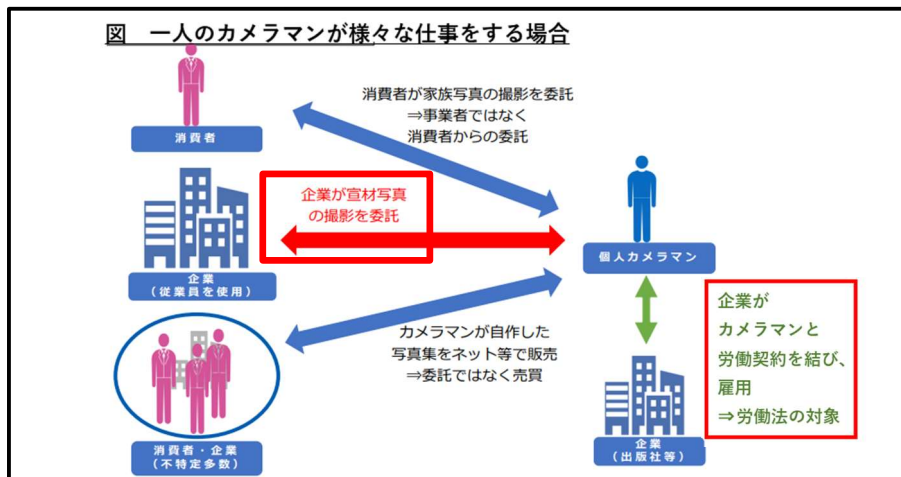 図　一人のカメラマンが様々な仕事をする場合
消費者が家族写真の撮影を委託
⇒事業者ではなく
消費者からの委託
消費者
企業が宣材写真
の撮影を委託
企業
（従業員を使用）
個人カメラマン
カメラマンが自作した
写真集をネット等で販売
⇒委託ではなく売買
消費者・企業
（不特定多数）
企業が
カメラマンと
労働契約を結び、
雇用
⇒労働法の対象
企業
（出版社等）